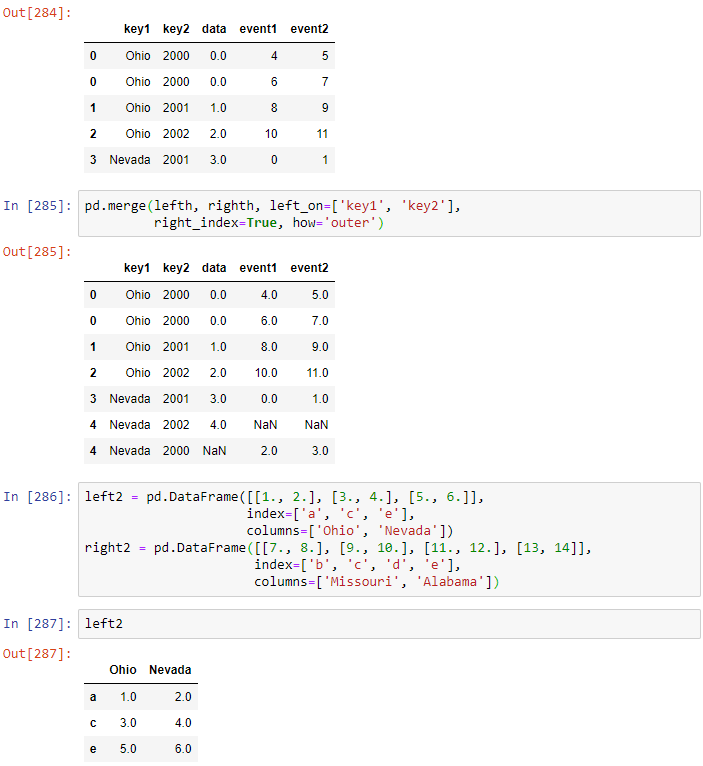 Out[284]:
key1 key2 data event1 event2
0 Ohio 2000 0.0 4 5
0 Ohio 2000 0.0 6 7
1 Ohio 2001 1.0 8 9
2 Ohio 2002 2.0 10 11
3 Nevada 2001 3.0 0 1
In [285]: pd.merge(lefth, righth, left_on=['key1', 'key2'],
right_index=True, how='outer')
Out[285]:
key1 key2 data event1 event2
0 Ohio 2000 0.0 4.0 5.0
0 Ohio 2000 0.0 6.0 7.0
1 Ohio 2001 1.0 8.0 9.0
2 Ohio 2002 2.0 10.0 11.0
3 Nevada 2001 3.0 0.0 1.0
4 Nevada 2002 4.0 NaN NaN
4 Nevada 2000 NaN 2.0 3.0
In [286]: left2 = pd.DataFrame([[1., 2.], [3., 4.], [5., 6.]],
index=['a', 'c', 'e'],
columns=['Ohio', 'Nevada'])
right2 = pd.DataFrame([[7., 8.], [9., 10.], [11., 12.], [13, 14]],
index=['b', 'c', 'd', 'e'],
columns=['Missouri', 'Alabama'])
In [287]: left2
Out[287]:
Ohio Nevada
a 1.0 2.0
c 3.0 4.0
e 5.0 6.0